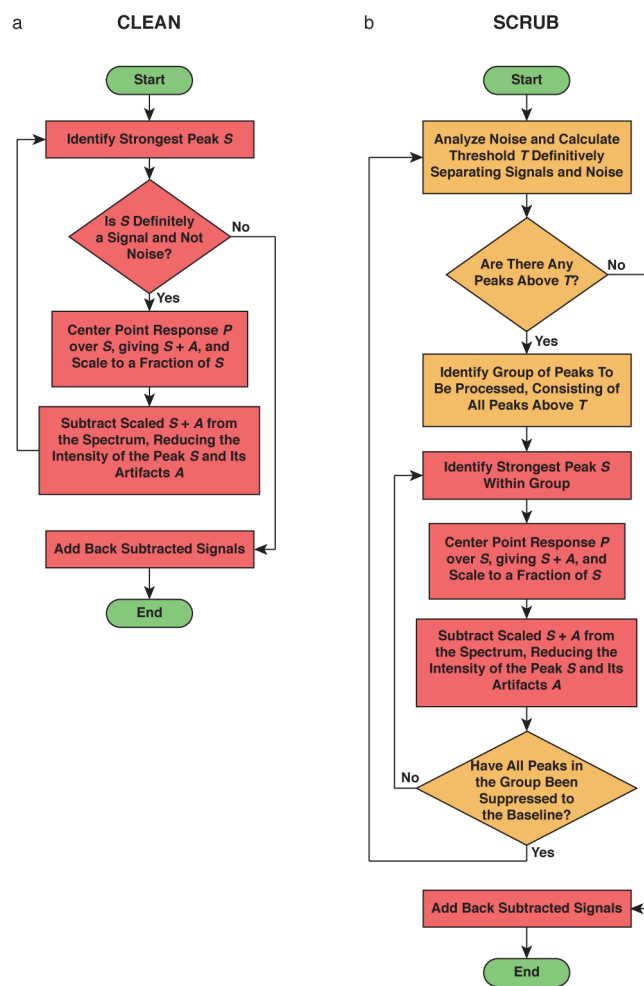 a
CLEAN
Start
Identify Strongest Peak S
Is S Definitely
a Signal and Not
Noise?
No
Yes
Center Point Response P
over S, giving S + A, and
Scale to a Fraction of S
Subtract Scaled S + A from
the Spectrum, Reducing the
Intensity of the Peak S and Its
Artifacts A
Add Back Subtracted Signals
End
b
SCRUB
Start
Analyze Noise and Calculate
Threshold T Definitively
Separating Signals and Noise
Are There Any
Peaks Above T?
No
Yes
Identify Group of Peaks To
Be Processed, Consisting of
All Peaks Above T
Identify Strongest Peak S
Within Group
Center Point Response P
over S, giving S + A, and
Scale to a Fraction of S
Subtract Scaled S + A from
the Spectrum, Reducing the
Intensity of the Peak S and Its
Artifacts A
Have All Peaks in
the Group Been
Suppressed to
the Baseline?
No
Yes
Add Back Subtracted Signals
End